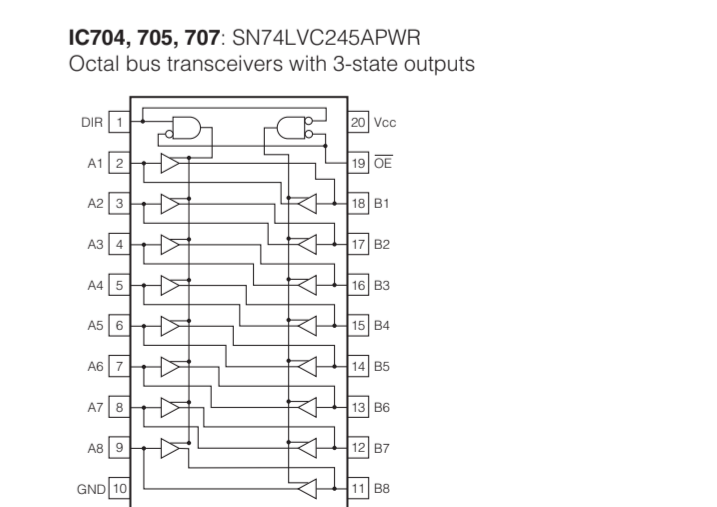 IC704, 705, 707: SN74LVC245APWR
Octal bus transceivers with 3-state outputs
DIR 1 20 Vcc
A1 2 19 OE
A2 3 18 B1
A3 4 17 B2
A4 5 16 B3
A5 6 15 B4
A6 7 14 B5
A7 8 13 B6
A8 9 12 B7
GND 10 11 B8